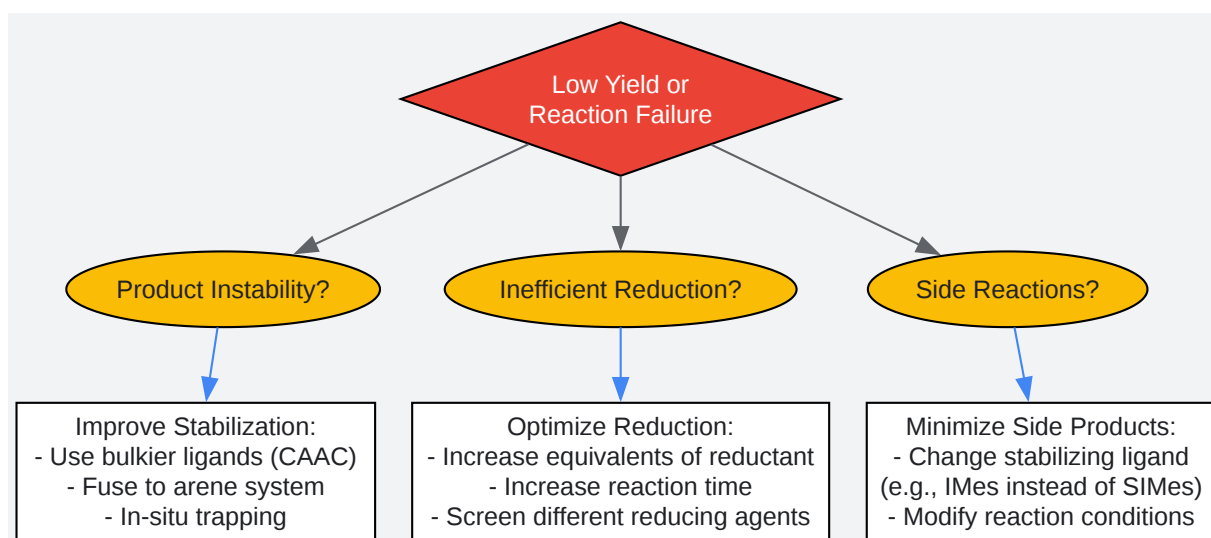 Low Yield or
Reaction Failure
Product Instability?
Inefficient Reduction?
Side Reactions?
Improve Stabilization:
- Use bulkier ligands (CAAC)
- Fuse to arene system
- In-situ trapping
Optimize Reduction:
- Increase equivalents of reductant
- Increase reaction time
- Screen different reducing agents
Minimize Side Products:
- Change stabilizing ligand
(e.g., IMes instead of SIMes)
- Modify reaction conditions